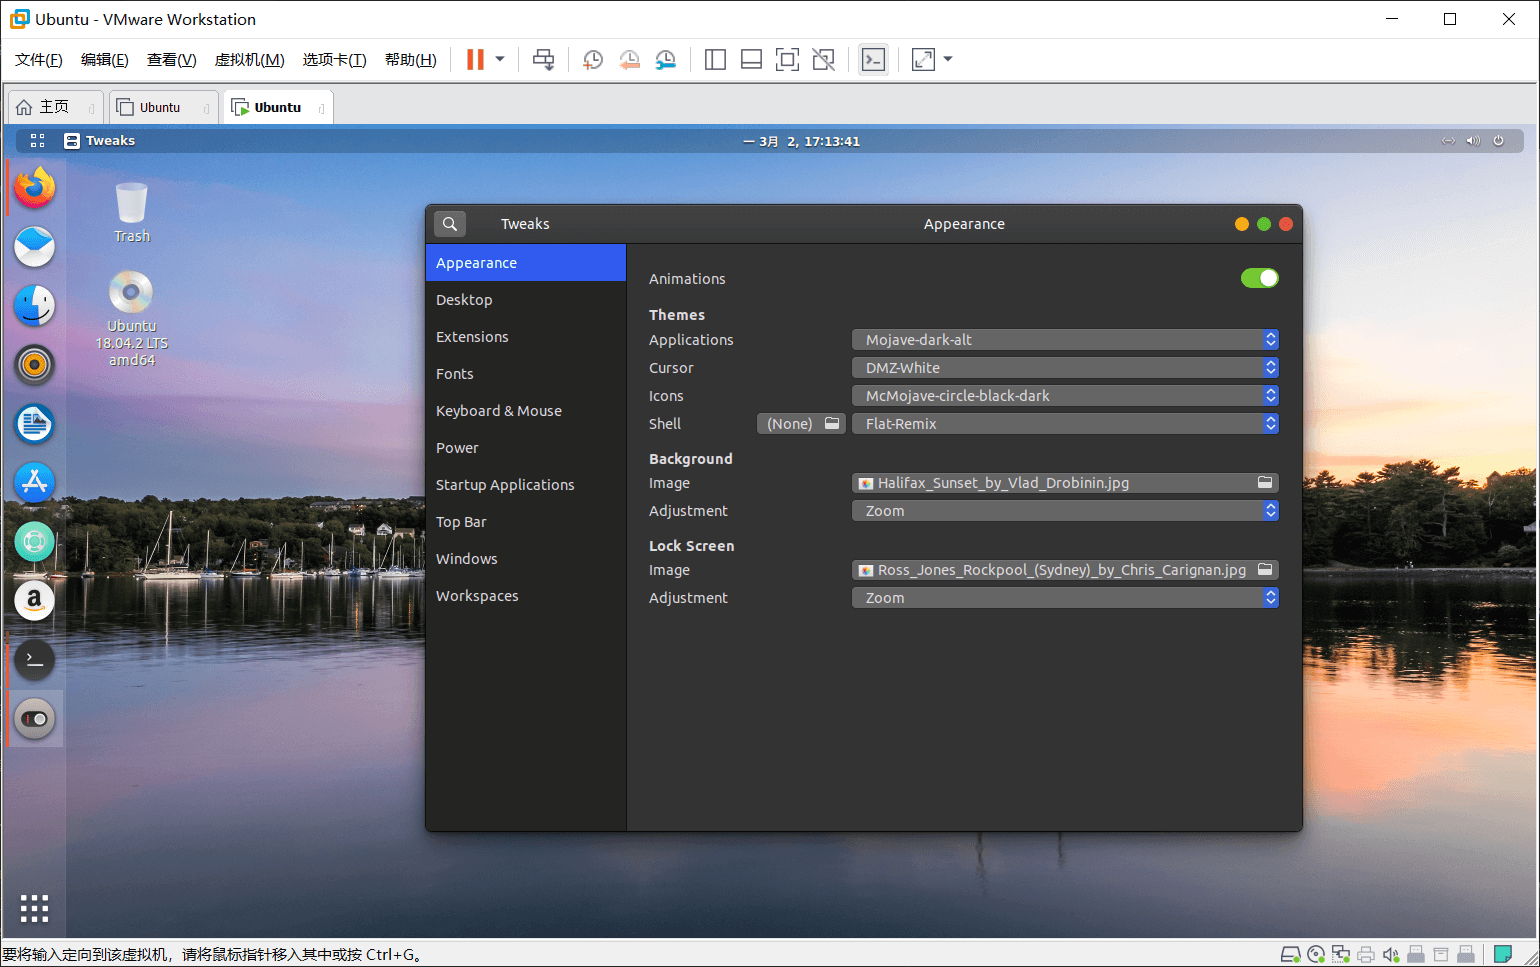 Ubuntu - VMware Workstation
文件(F) 编辑(E) 查看(V) 虚拟机(M) 选项卡(T) 帮助(H)
主页 Ubuntu Ubuntu
Tweaks 一 3月 2, 17:13:41
Trash
Ubuntu
18.04.2 LTS
amd64
Tweaks Appearance
Appearance
Desktop
Extensions
Fonts
Keyboard & Mouse
Power
Startup Applications
Top Bar
Windows
Workspaces
Animations
Themes
Applications Mojave-dark-alt
Cursor DMZ-White
Icons McMojave-circle-black-dark
Shell (None) Flat-Remix
Background
Image Halifax_Sunset_by_Vlad_Drobinin.jpg
Adjustment Zoom
Lock Screen
Image Ross_Jones_Rockpool_(Sydney)_by_Chris_Carignan.jpg
Adjustment Zoom
要将输入定向到该虚拟机，请将鼠标指针移入其中或按 Ctrl+G。